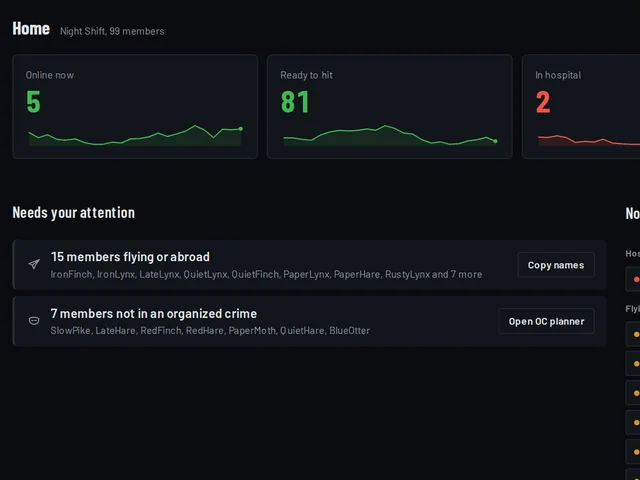 Home Night Shift, 99 members
Online now
5
Ready to hit
81
In hospital
2
Needs your attention
15 members flying or abroad
IronFinch, IronLynx, LateLynx, QuietLynx, QuietFinch, PaperLynx, PaperHare, RustyLynx and 7 more
Copy names
7 members not in an organized crime
SlowPike, LateHare, RedFinch, RedHare, PaperMoth, QuietHare, BlueOtter
Open OC planner
No
Hos
Flyi